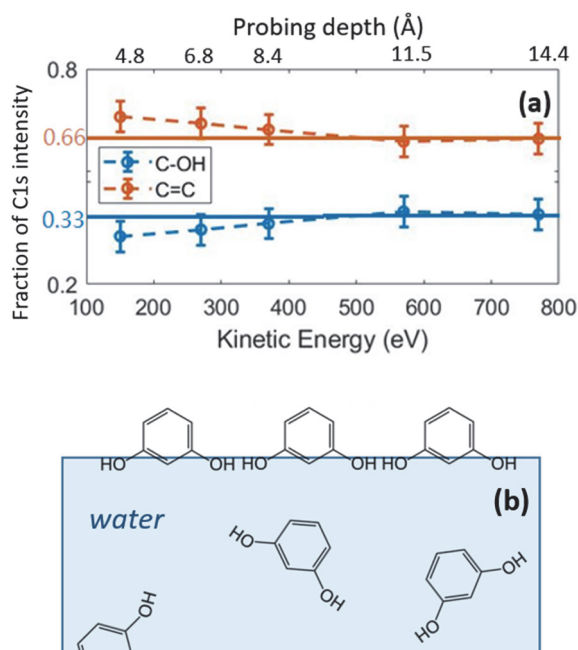 Probing depth (Å)
4.8 6.8 8.4 11.5 14.4
0.8
(a)
0.66
C-OH
C=C
0.33
0.2
Fraction of C1s intensity
100 200 300 400 500 600 700 800
Kinetic Energy (eV)
HO OH HO OH HO OH
(b)
water
HO
OH
OH
HO
OH